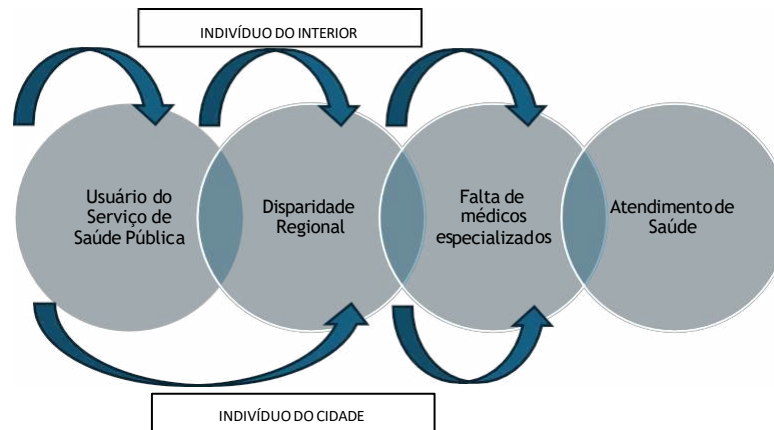 INDIVÍDUO DO INTERIOR
Usuário do
Serviço de
Saúde Pública
Disparidade
Regional
Falta de
médicos
especializados
Atendimento de
Saúde
INDIVÍDUO DO CIDADE